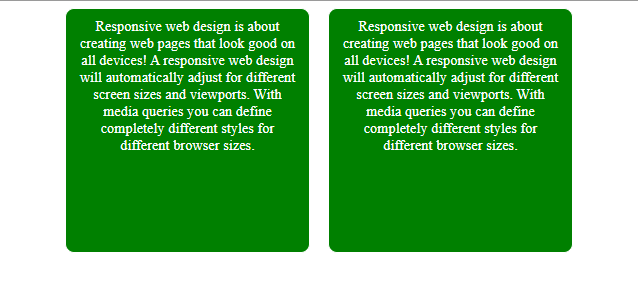 Responsive web design is about
creating web pages that look good on
all devices! A responsive web design
will automatically adjust for different
screen sizes and viewports. With
media queries you can define
completely different styles for
different browser sizes.
Responsive web design is about
creating web pages that look good on
all devices! A responsive web design
will automatically adjust for different
screen sizes and viewports. With
media queries you can define
completely different styles for
different browser sizes.